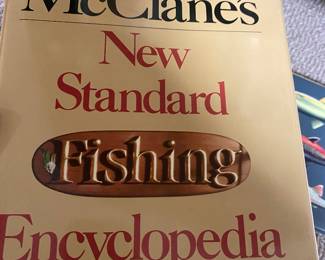 McClane's
New
Standard
Fishing
Encyclopedia